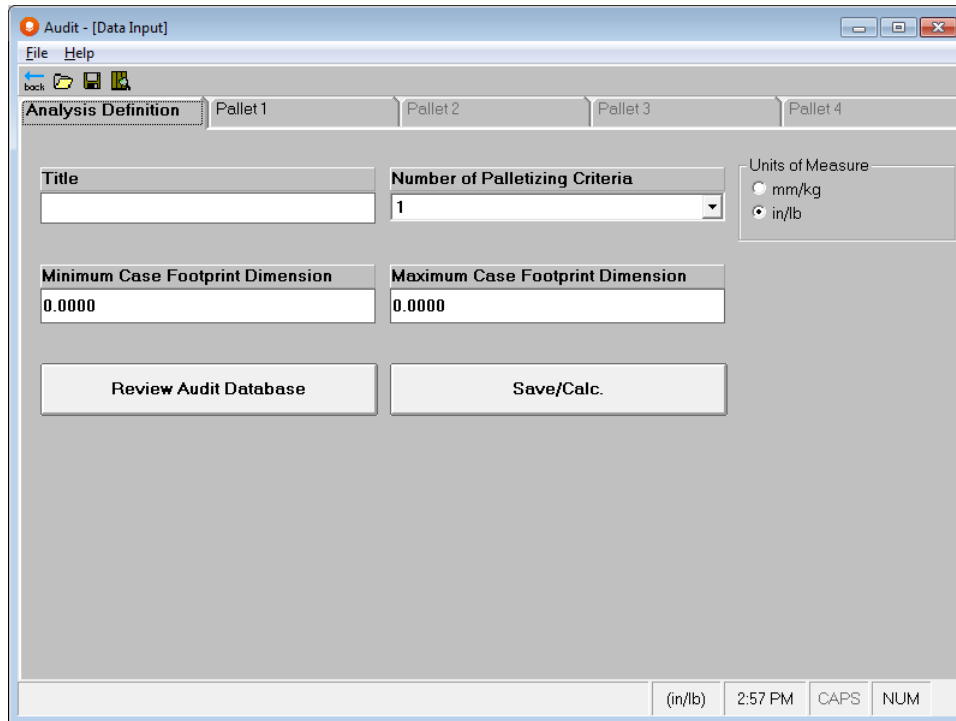 Audit - [Data Input]
File Help
back
Analysis Definition Pallet 1 Pallet 2 Pallet 3 Pallet 4
Title Number of Palletizing Criteria Units of Measure
1 mm/kg
in/lb
Minimum Case Footprint Dimension Maximum Case Footprint Dimension
0.0000 0.0000
Review Audit Database Save/Calc.
(in/lb) 2:57 PM CAPS NUM